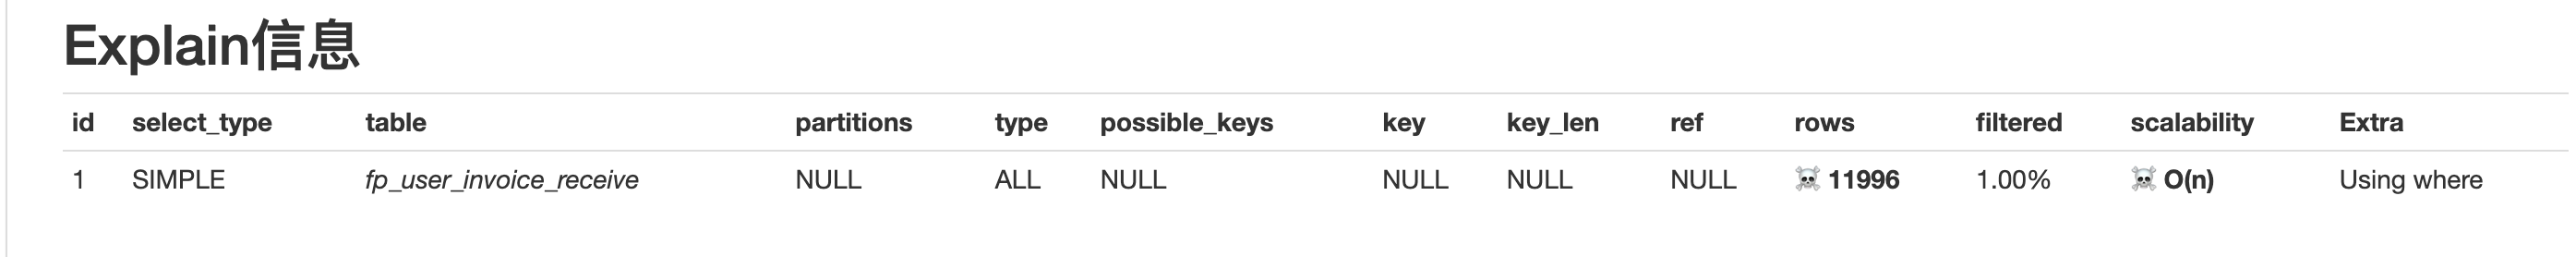 Explain信息
id select_type table partitions type possible_keys key key_len ref rows filtered scalability Extra
1 SIMPLE fp_user_invoice_receive NULL ALL NULL NULL NULL NULL ☠️ 11996 1.00% ☠️ O(n) Using where